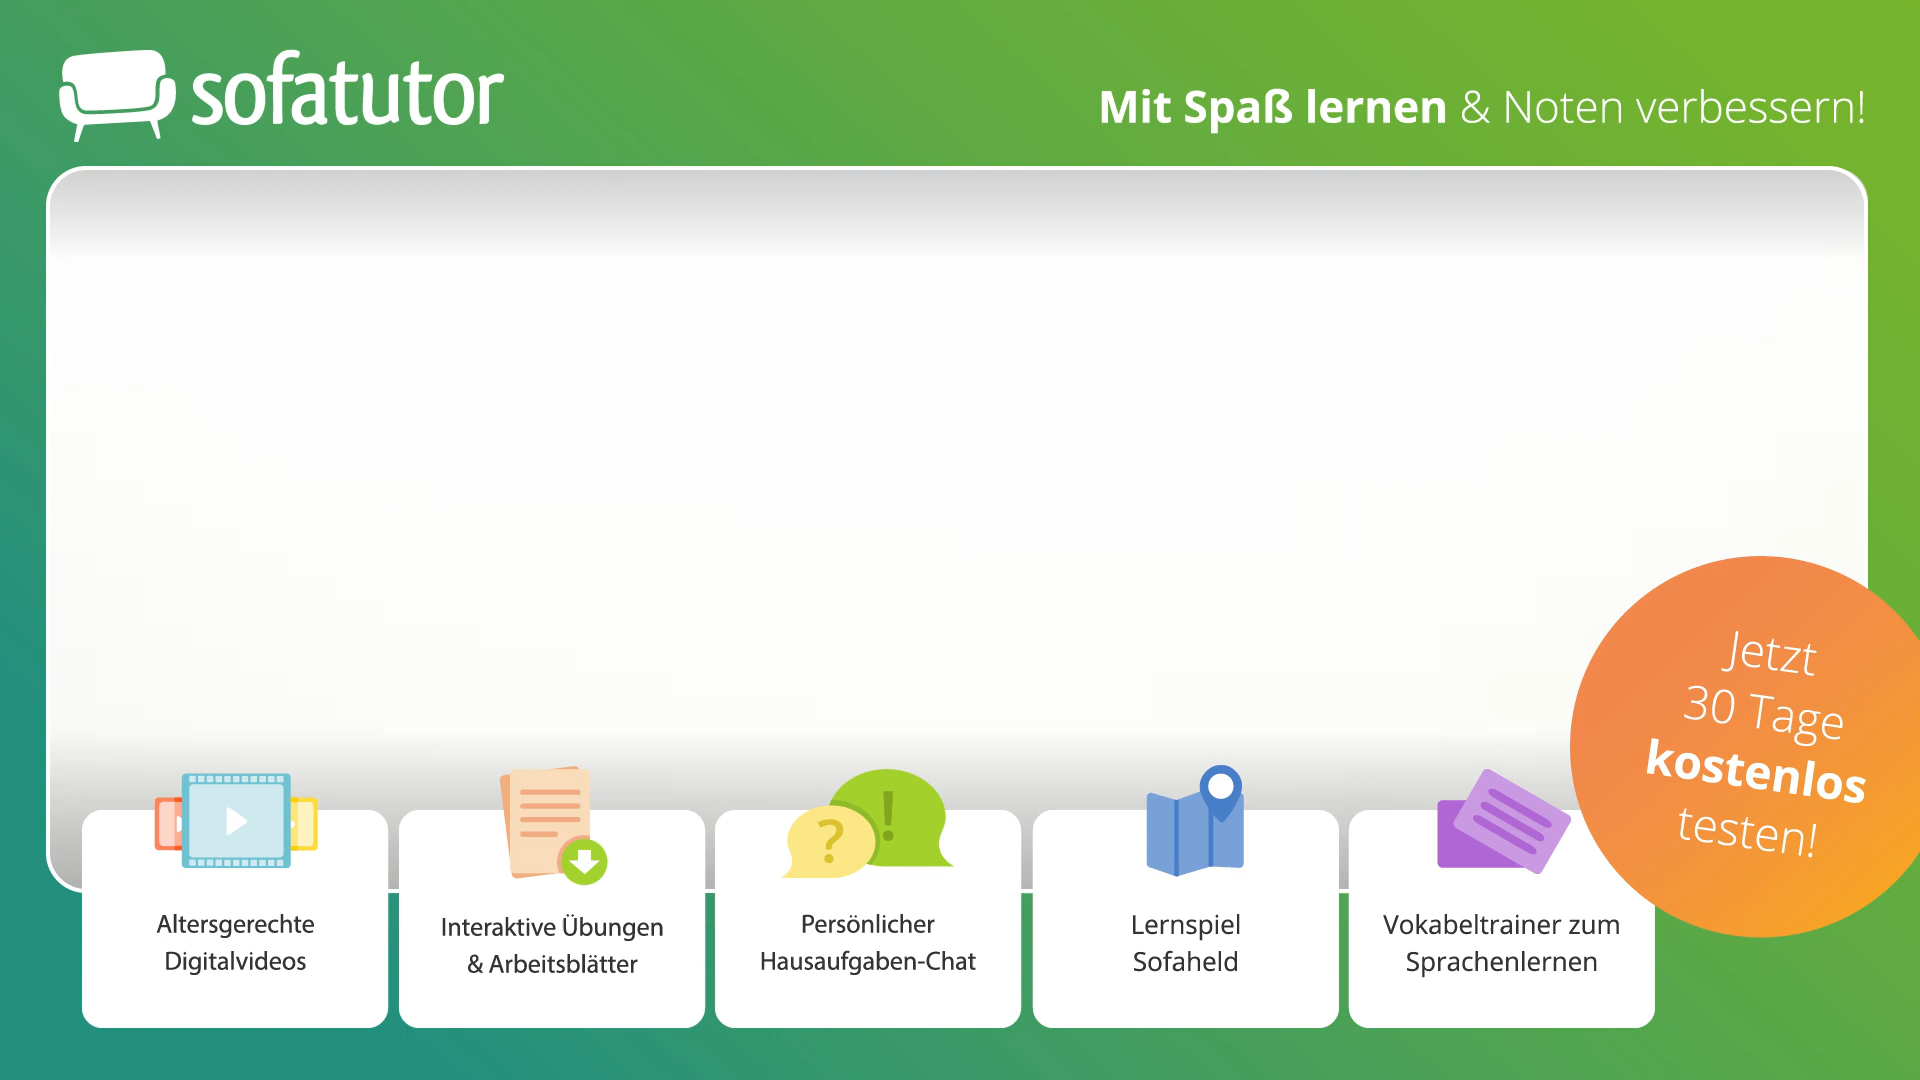 sofatutor
Mit Spaß lernen & Noten verbessern!
Jetzt
30 Tage
kostenlos
testen!
?
!
Altersgerechte
Digitalvideos
Interaktive Übungen
& Arbeitsblätter
Persönlicher
Hausaufgaben-Chat
Lernspiel
Sofaheld
Vokabeltrainer zum
Sprachenlernen